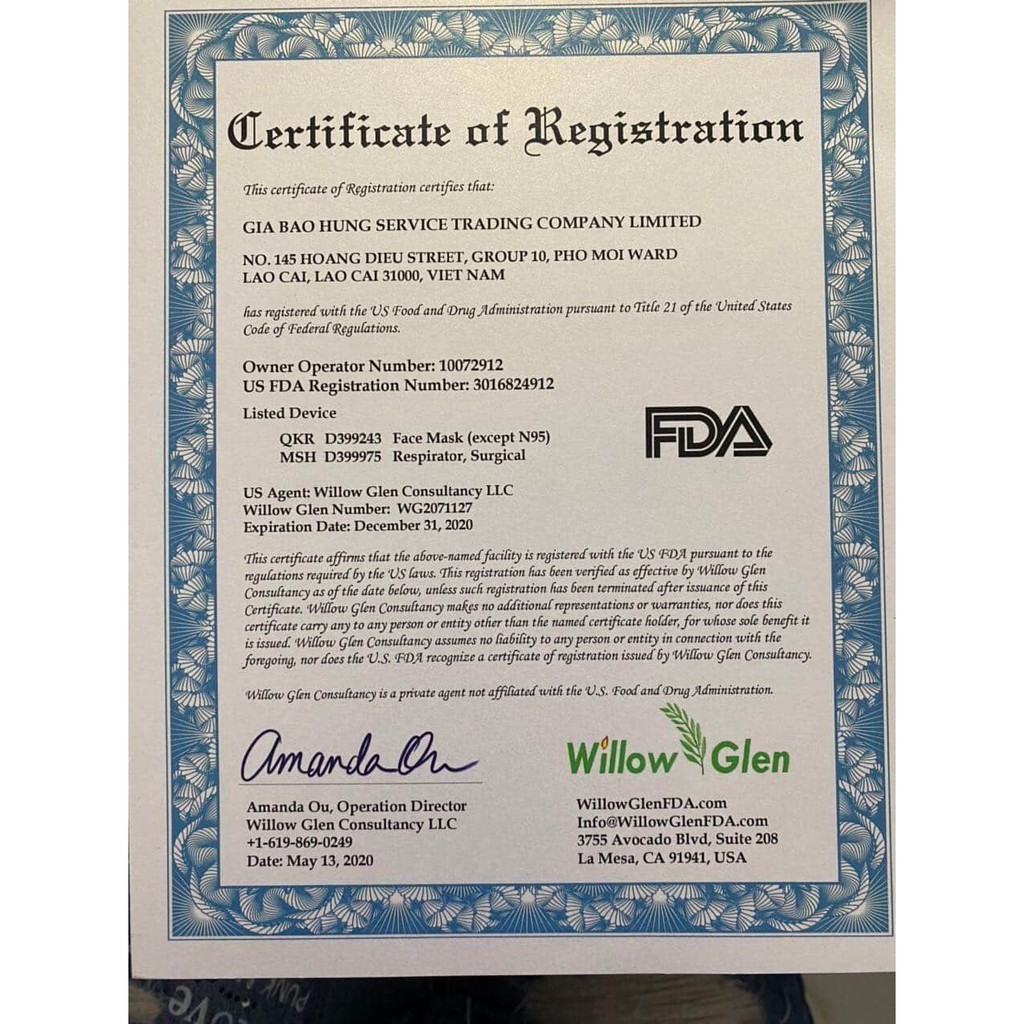 Certificate of Registration
This certificate of Registration certifies that:
GIA BAO HUNG SERVICE TRADING COMPANY LIMITED
NO. 145 HOANG DIEU STREET, GROUP 10, PHO MOI WARD
LAO CAI, LAO CAI 31000, VIET NAM
has registered with the US Food and Drug Administration pursuant to Title 21 of the United States
Code of Federal Regulations.
Owner Operator Number: 10072912
US FDA Registration Number: 3016824912
Listed Device
QKR D399243 Face Mask (except N95)
MSH D399975 Respirator, Surgical
FDA
US Agent: Willow Glen Consultancy LLC
Willow Glen Number: WG2071127
Expiration Date: December 31, 2020
This certificate affirms that the above-named facility is registered with the US FDA pursuant to the
regulations required by the US laws. This registration has been verified as effective by Willow Glen
Consultancy as of the date below, unless such registration has been terminated after issuance of this
Certificate. Willow Glen Consultancy makes no additional representations or warranties, nor does this
certificate carry any to any person or entity other than the named certificate holder, for whose sole benefit it
is issued. Willow Glen Consultancy assumes no liability to any person or entity in connection with the
foregoing, nor does the U.S. FDA recognize a certificate of registration issued by Willow Glen Consultancy.
Willow Glen Consultancy is a private agent not affiliated with the U.S. Food and Drug Administration.
Amanda Ou
Amanda Ou, Operation Director
Willow Glen Consultancy LLC
+1-619-869-0249
Date: May 13, 2020
Willow Glen
WillowGlenFDA.com
Info@WillowGlenFDA.com
3755 Avocado Blvd, Suite 208
La Mesa, CA 91941, USA
Love
PUNK